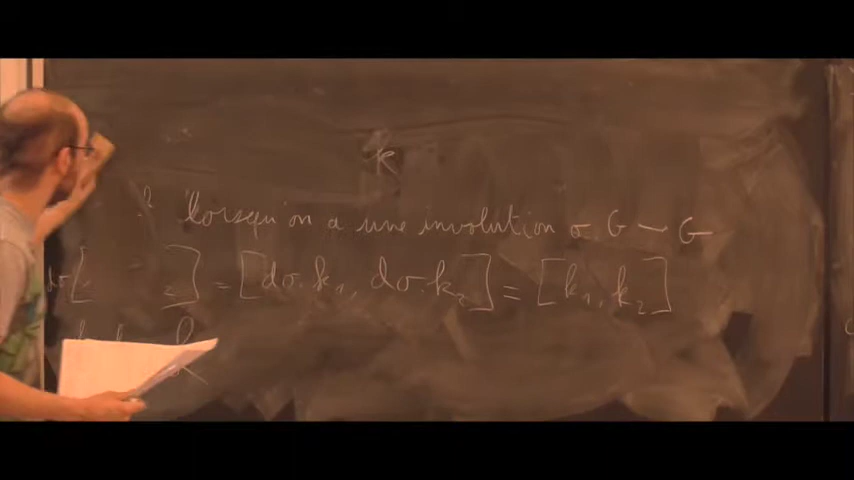 k
? lorsqu'on a une involution σ G — G
dσ[ ] = [dσ.k₁, dσ.k₂] = [k₁, k₂]